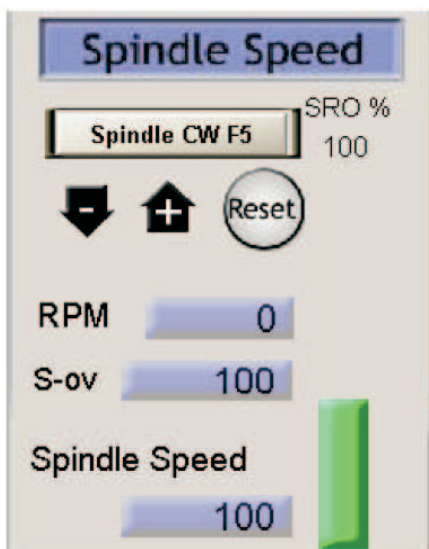 Spindle Speed
SRO %
Spindle CW F5
100
- + Reset
RPM 0
S-ov 100
Spindle Speed
100